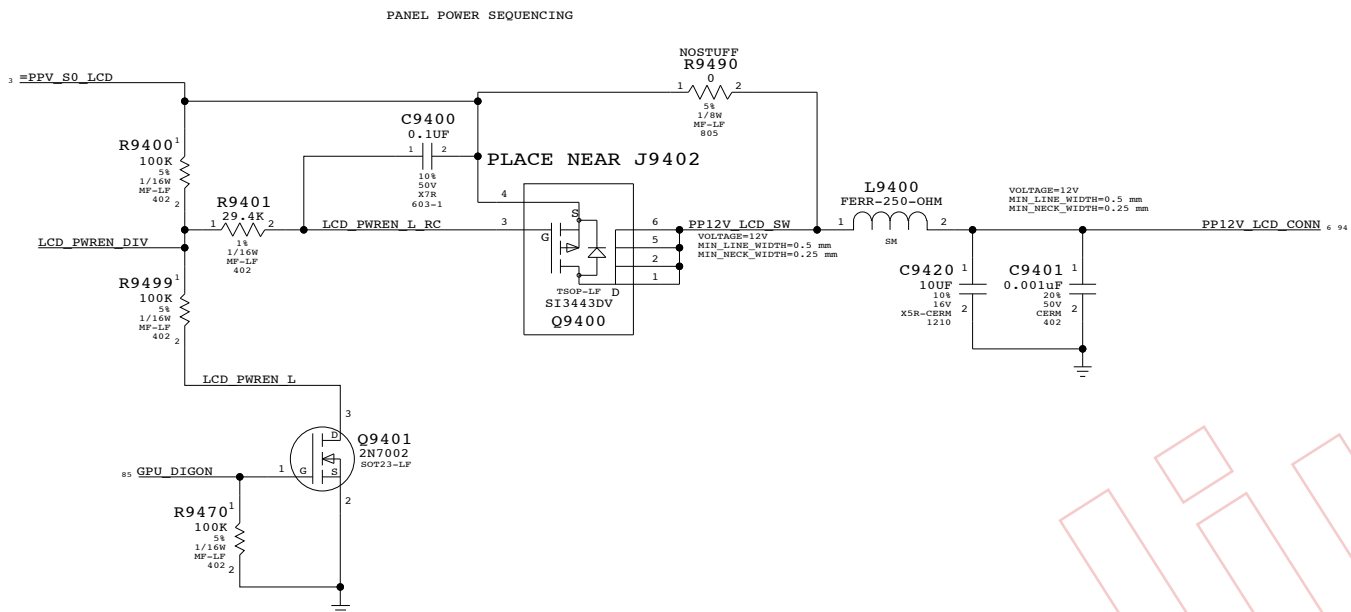 PANEL POWER SEQUENCING
NOSTUFF
R9490
0
1
2
5%
1/8W
MF-LF
805
3
=PPV_S0_LCD
C9400
0.1UF
1
2
10%
50V
X7R
603-1
PLACE NEAR J9402
R9400
1
100K
5%
1/16W
MF-LF
402
2
R9401
29.4K
1
2
1%
1/16W
MF-LF
402
LCD_PWREN_L_RC
LCD_PWREN_DIV
4
3
S
G
D
6
5
2
1
TSOP-LF
SI3443DV
Q9400
PP12V_LCD_SW
VOLTAGE=12V
MIN_LINE_WIDTH=0.5 mm
MIN_NECK_WIDTH=0.25 mm
L9400
FERR-250-OHM
1
2
SM
VOLTAGE=12V
MIN_LINE_WIDTH=0.5 mm
MIN_NECK_WIDTH=0.25 mm
PP12V_LCD_CONN
6 94
C9420
1
10UF
10%
16V
2
X5R-CERM
1210
C9401
1
0.001uF
20%
50V
2
CERM
402
R9499
1
100K
5%
1/16W
MF-LF
402
2
LCD_PWREN_L
3
D
Q9401
2N7002
SOT23-LF
1
G
S
2
85
GPU_DIGON
R9470
1
100K
5%
1/16W
MF-LF
402
2